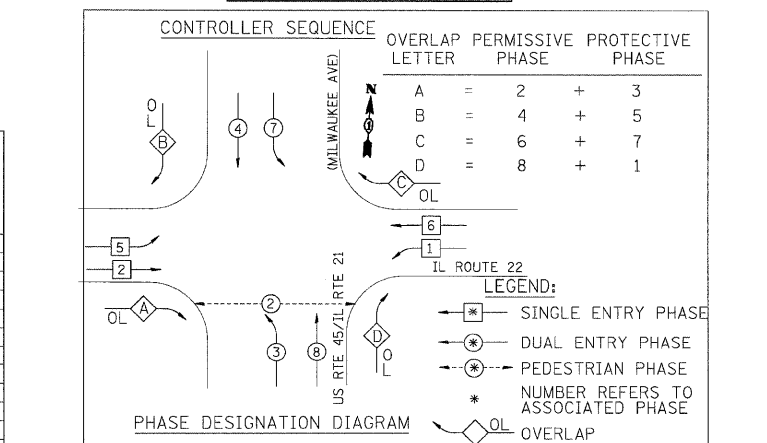 CONTROLLER SEQUENCE
OVERLAP PERMISSIVE PROTECTIVE
LETTER PHASE PHASE
A = 2 + 3
B = 4 + 5
C = 6 + 7
D = 8 + 1
(MILWAUKEE AVE)
N
1
OL
B
4
7
C
OL
6
1
5
2
IL ROUTE 22
US RTE 45/IL RTE 21
2
OL
A
3
8
D
OL
LEGEND:
* SINGLE ENTRY PHASE
* DUAL ENTRY PHASE
* PEDESTRIAN PHASE
* NUMBER REFERS TO
ASSOCIATED PHASE
OL OVERLAP
PHASE DESIGNATION DIAGRAM